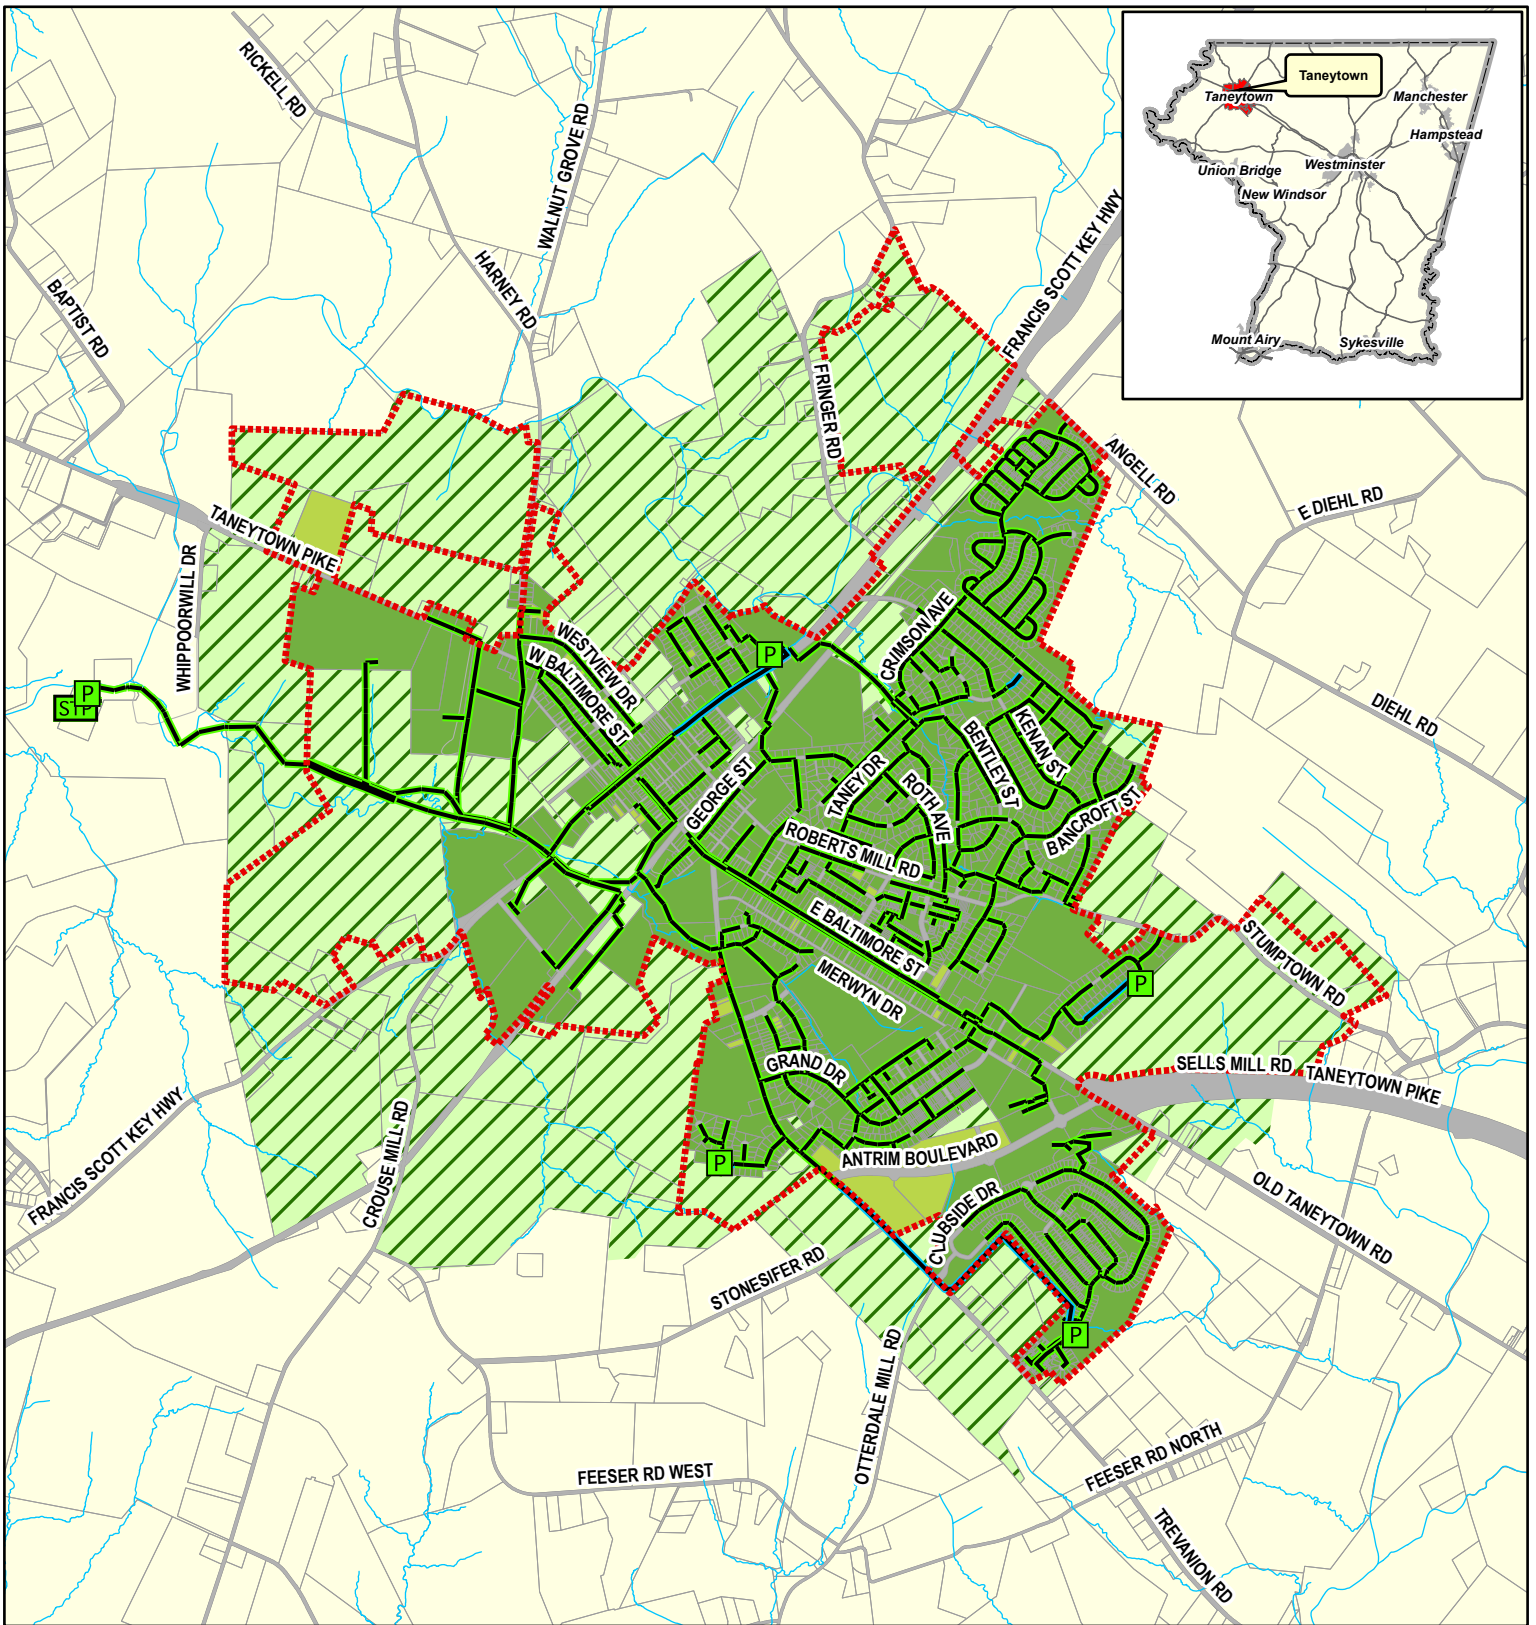 RICKELL RD
WALNUT GROVE RD
HARNEY RD
BAPTIST RD
FRANCIS SCOTT KEY HWY
FRINGER RD
ANGELL RD
E DIEHL RD
DIEHL RD
TANEYTOWN PIKE
WHIPPOORWILL DR
P
STP
WESTVIEW DR
W BALTIMORE ST
P
CRIMSON AVE
GEORGE ST
TANEY DR
ROTH AVE
BENTLEY ST
KENAN ST
BANCROFT ST
ROBERTS MILL RD
E BALTIMORE ST
MERWYN DR
P
STUMPTOWN RD
GRAND DR
SELLS MILL RD
TANEYTOWN PIKE
P
ANTRIM BOULEVARD
CLUBSIDE DR
OLD TANEYTOWN RD
FRANCIS SCOTT KEY HWY
CROUSE MILL RD
STONESIFER RD
P
OTTERDALE MILL RD
FEESER RD WEST
FEESER RD NORTH
TREVANION RD
Taneytown
Taneytown
Manchester
Hampstead
Westminster
Union Bridge
New Windsor
Mount Airy
Sykesville